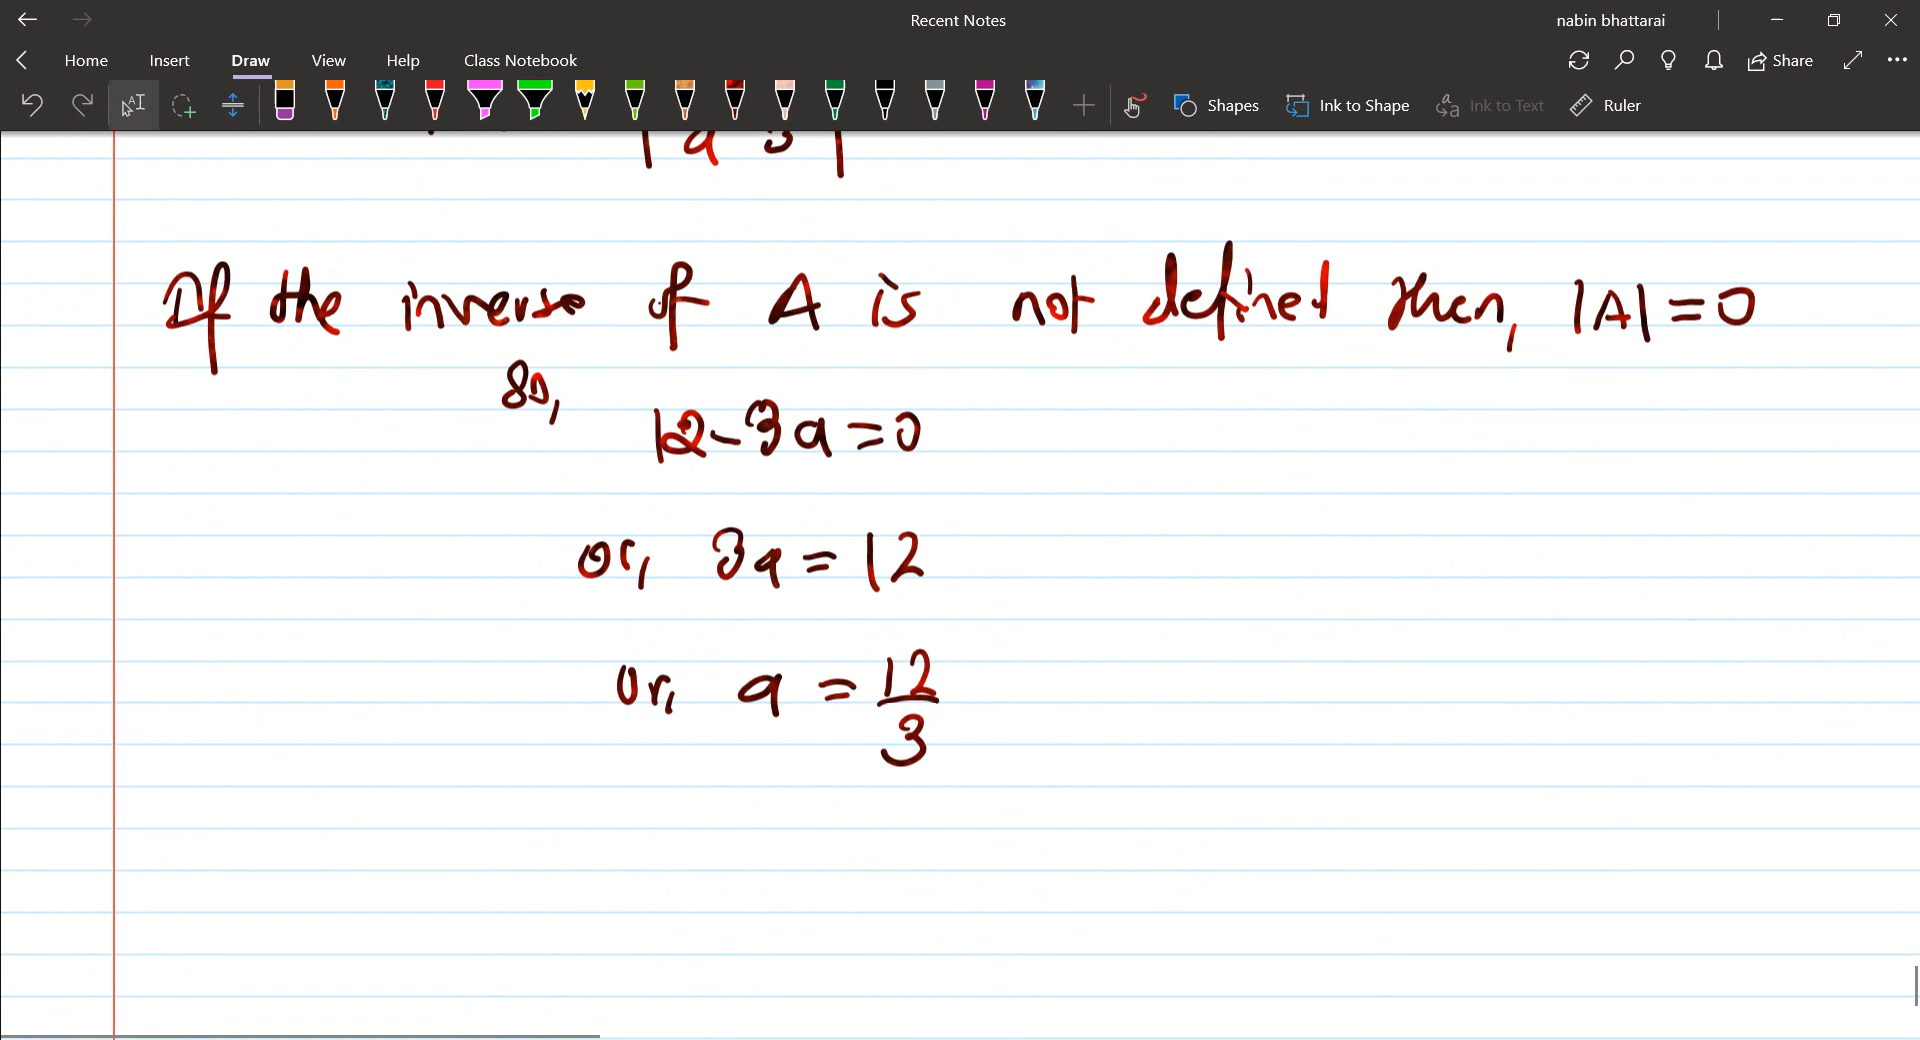 Recent Notes
nabin bhattarai
Home Insert Draw View Help Class Notebook
Share
Shapes Ink to Shape Ink to Text Ruler
| a 3 |
If the inverse of A is not defined then, |A| = 0
So,
12 - 3a = 0
or, 3a = 12
or, a = 12/3